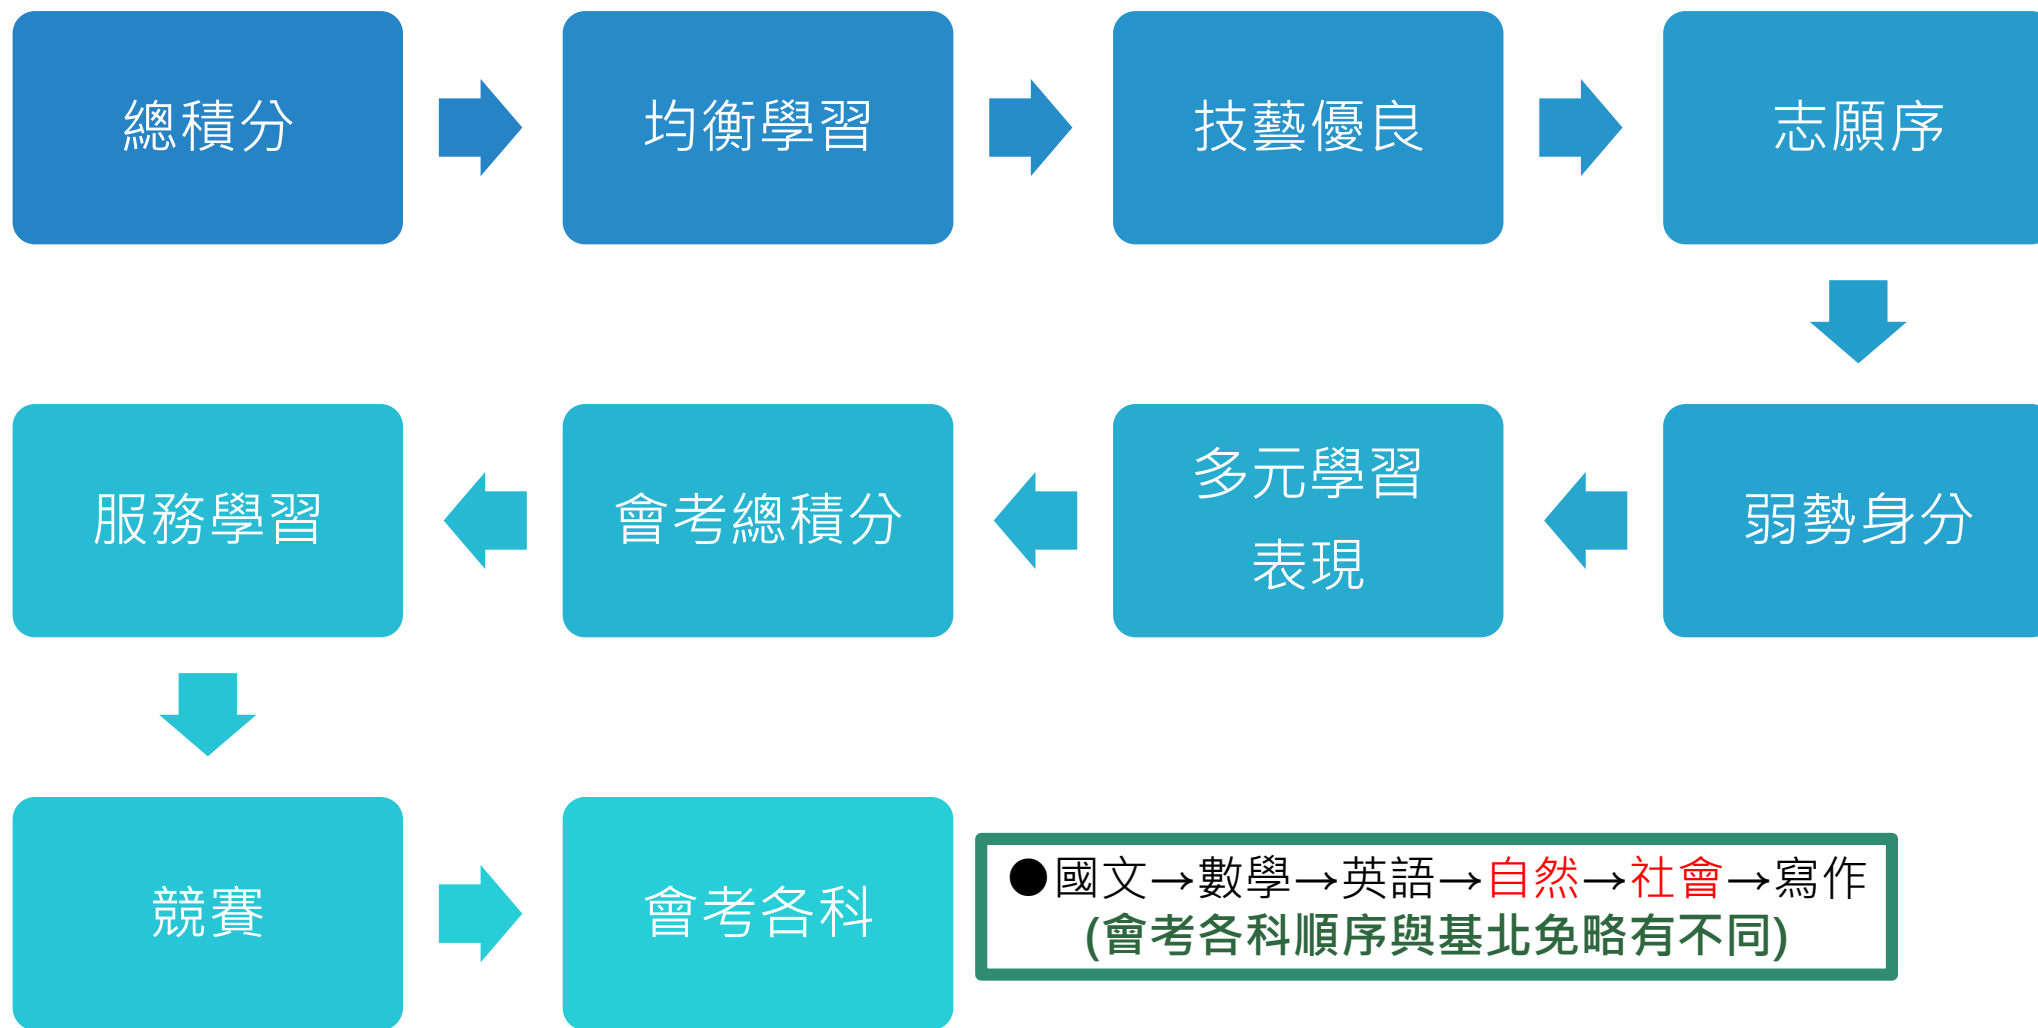 總積分
均衡學習
技藝優良
志願序
弱勢身分
多元學習
表現
會考總積分
服務學習
競賽
會考各科
●國文→數學→英語→自然→社會→寫作
(會考各科順序與基北免略有不同)